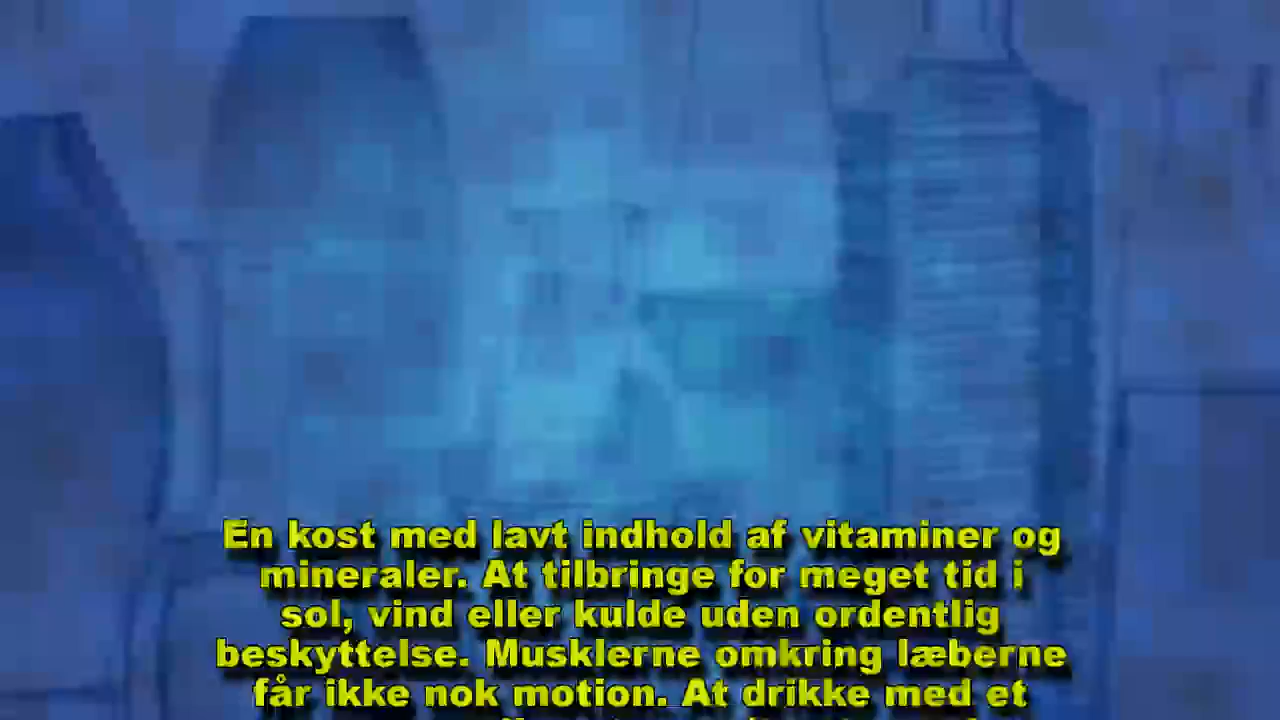 En kost med lavt indhold af vitaminer og
mineraler. At tilbringe for meget tid i
sol, vind eller kulde uden ordentlig
beskyttelse. Musklerne omkring læberne
får ikke nok motion. At drikke med et